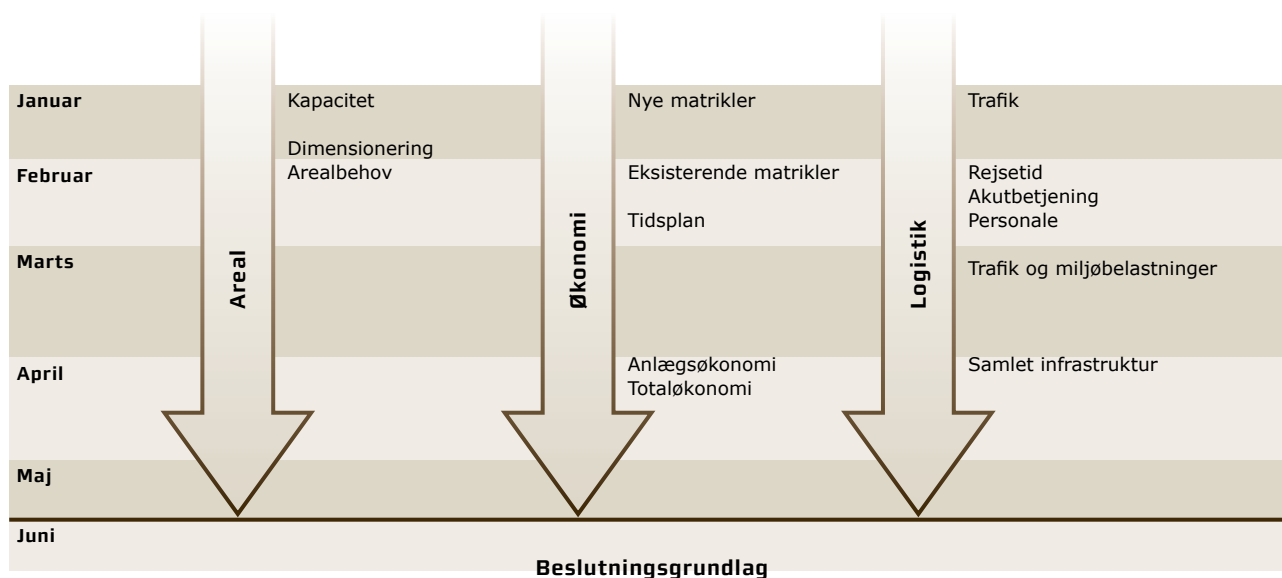 Januar
Kapacitet
Nye matrikler
Trafik
Dimensionering
Februar
Arealbehov
Eksisterende matrikler
Rejsetid
Akutbetjening
Tidsplan
Personale
Areal
Økonomi
Logistik
Marts
Trafik og miljøbelastninger
April
Anlægsøkonomi
Samlet infrastruktur
Totaløkonomi
Maj
Juni
Beslutningsgrundlag